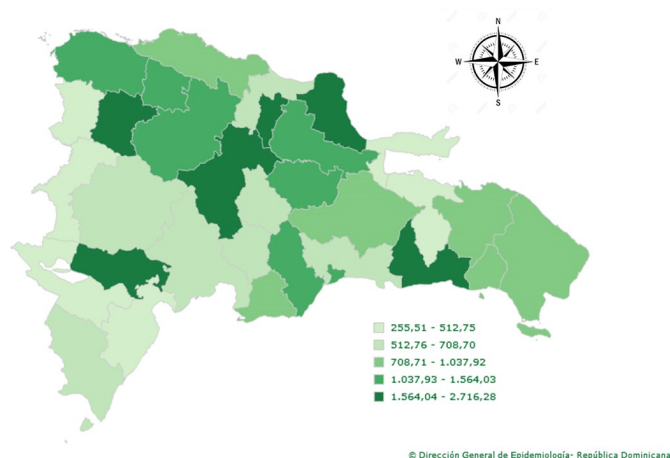 N
W E
S
255,51 - 512,75
512,76 - 708,70
708,71 - 1.037,92
1.037,93 - 1.564,03
1.564,04 - 2.716,28
© Dirección General de Epidemiología- República Dominicana